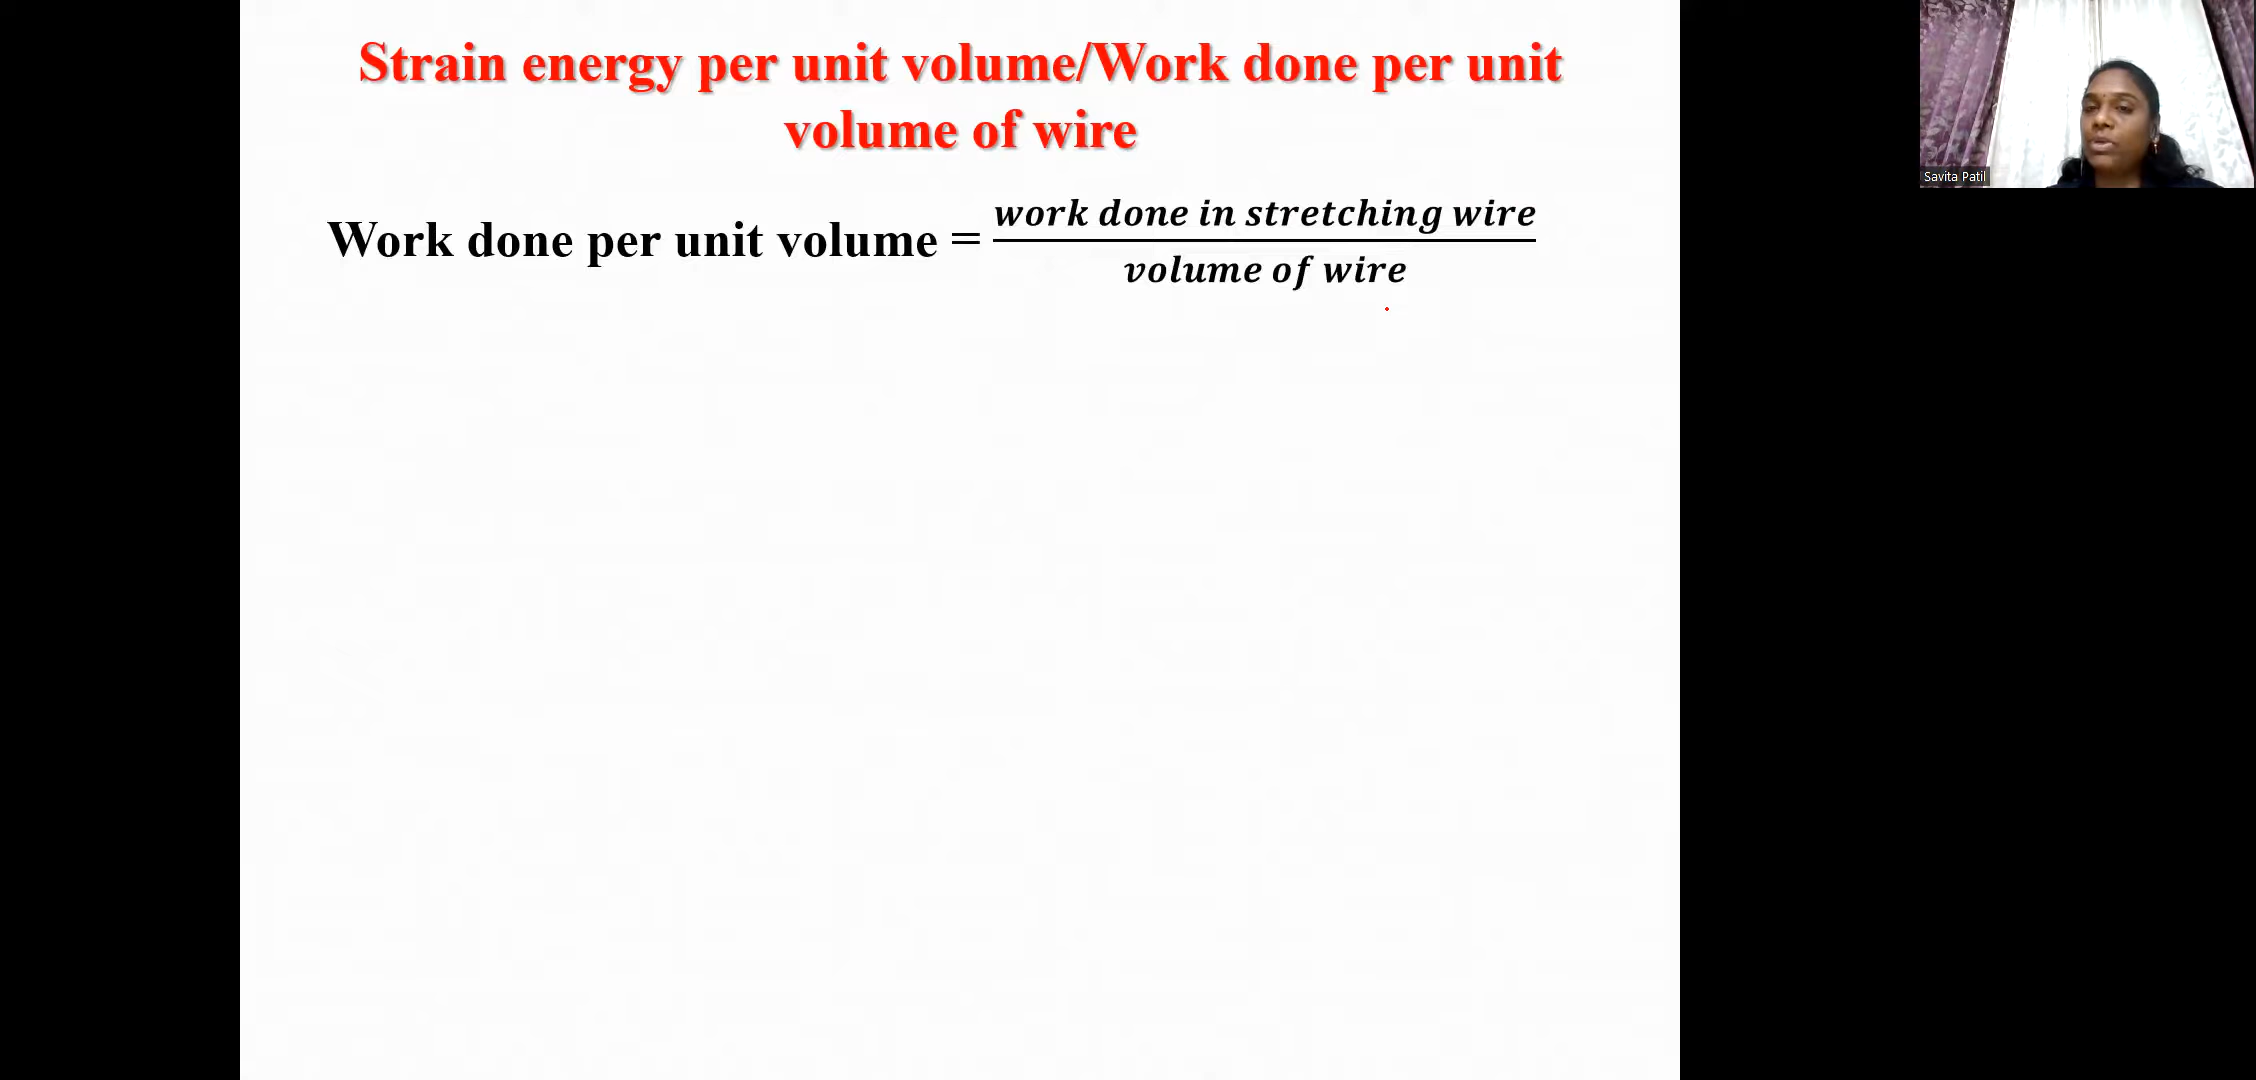 Strain energy per unit volume/Work done per unit
volume of wire
Work done per unit volume = work done in stretching wire / volume of wire
Savita Patil